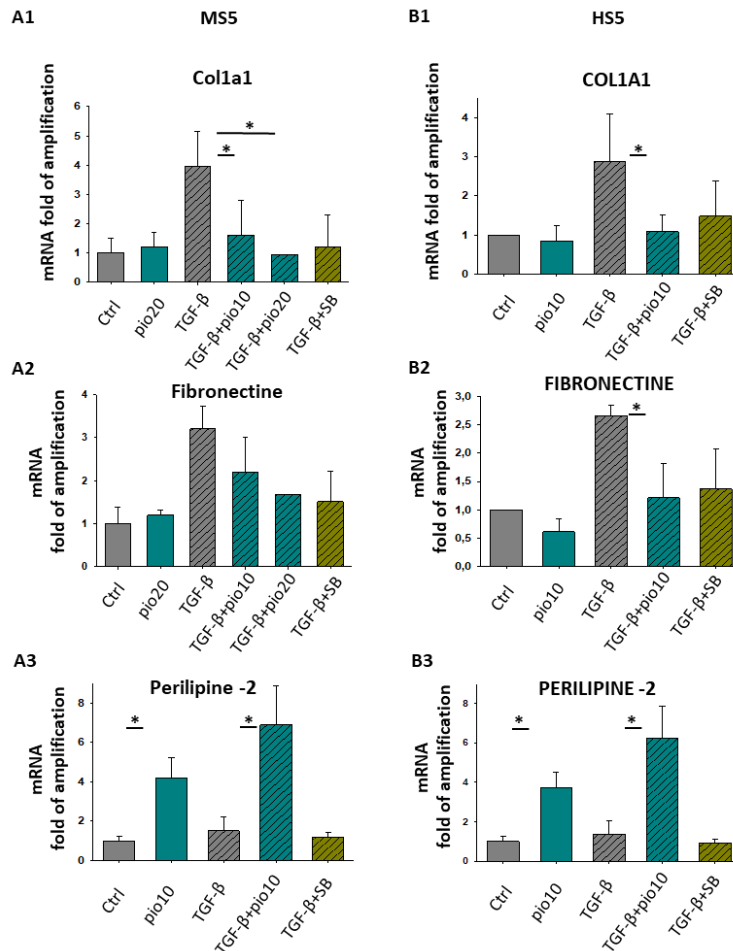 A1
MS5
B1
HS5
Col1a1
mRNA fold of amplification
6
5
4
3
2
1
0
*
*
Ctrl
pio20
TGF-β
TGF-β+pio10
TGF-β+pio20
TGF-β+SB
COL1A1
mRNA fold of amplification
4
3
2
1
0
*
Ctrl
pio10
TGF-β
TGF-β+pio10
TGF-β+SB
A2
Fibronectine
mRNA
fold of amplification
4
3
2
1
0
Ctrl
pio20
TGF-β
TGF-β+pio10
TGF-β+pio20
TGF-β+SB
B2
FIBRONECTINE
mRNA
fold of amplification
3,0
2,5
2,0
1,5
1,0
0,5
0,0
*
Ctrl
pio10
TGF-β
TGF-β+pio10
TGF-β+SB
A3
Perilipine -2
mRNA
fold of amplification
8
6
4
2
0
*
*
Ctrl
pio10
TGF-β
TGF-β+pio10
TGF-β+SB
B3
PERILIPINE -2
mRNA
fold of amplification
8
6
4
2
0
*
*
Ctrl
pio10
TGF-β
TGF-β+pio10
TGF-β+SB